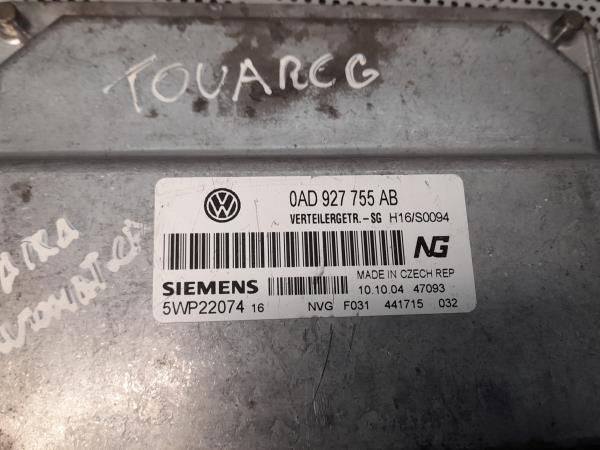 TOUAREG
VW
0AD 927 755 AB
VERTEILERGETR.-SG H16/S0094
NG
MADE IN CZECH REP
SIEMENS 10.10.04 47093
5WP22074 16 NVG F031 441715 032